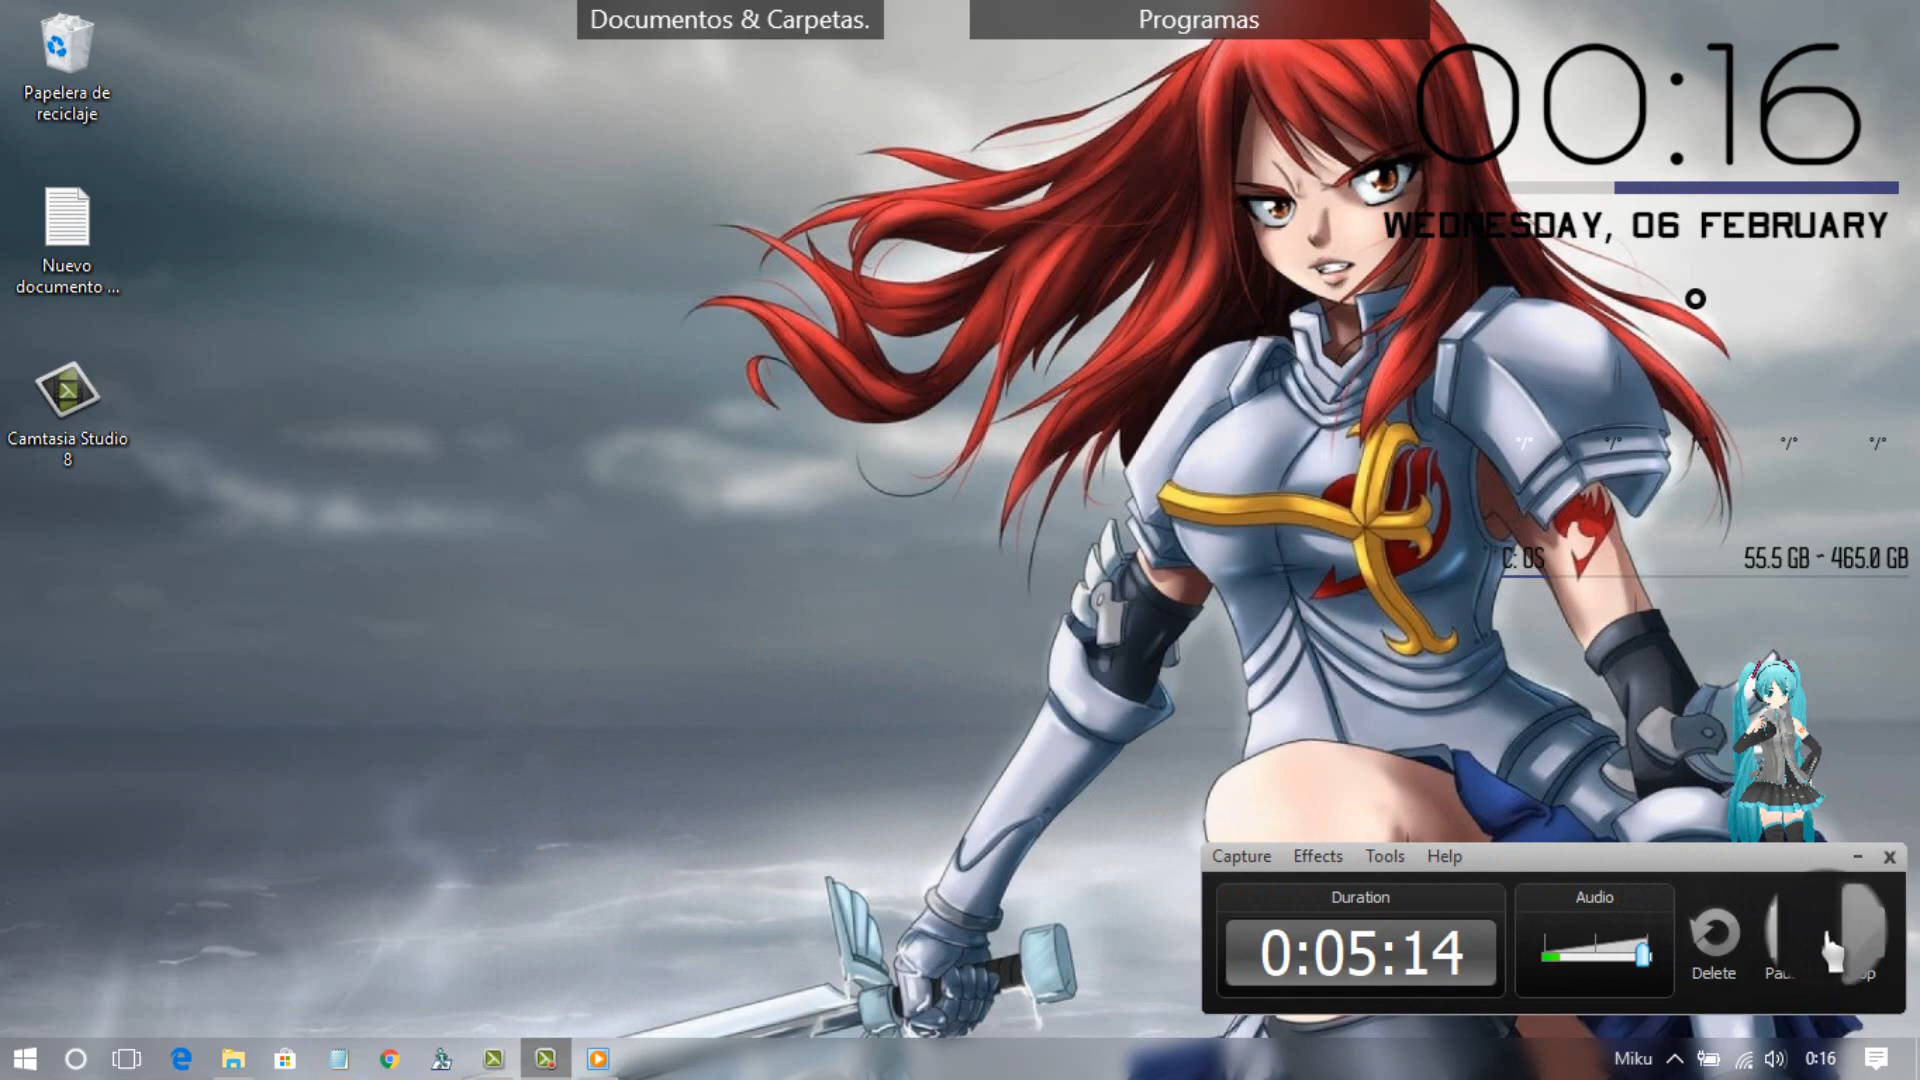 Documentos & Carpetas.
Programas
Papelera de
reciclaje
Nuevo
documento ...
Camtasia Studio
8
00:16
WEDNESDAY, 06 FEBRUARY
°/° °/° °/° °/° °/°
C: OS 55.5 GB ~ 465.0 GB
Capture Effects Tools Help
Duration
0:05:14
Audio
Delete
Miku
0:16